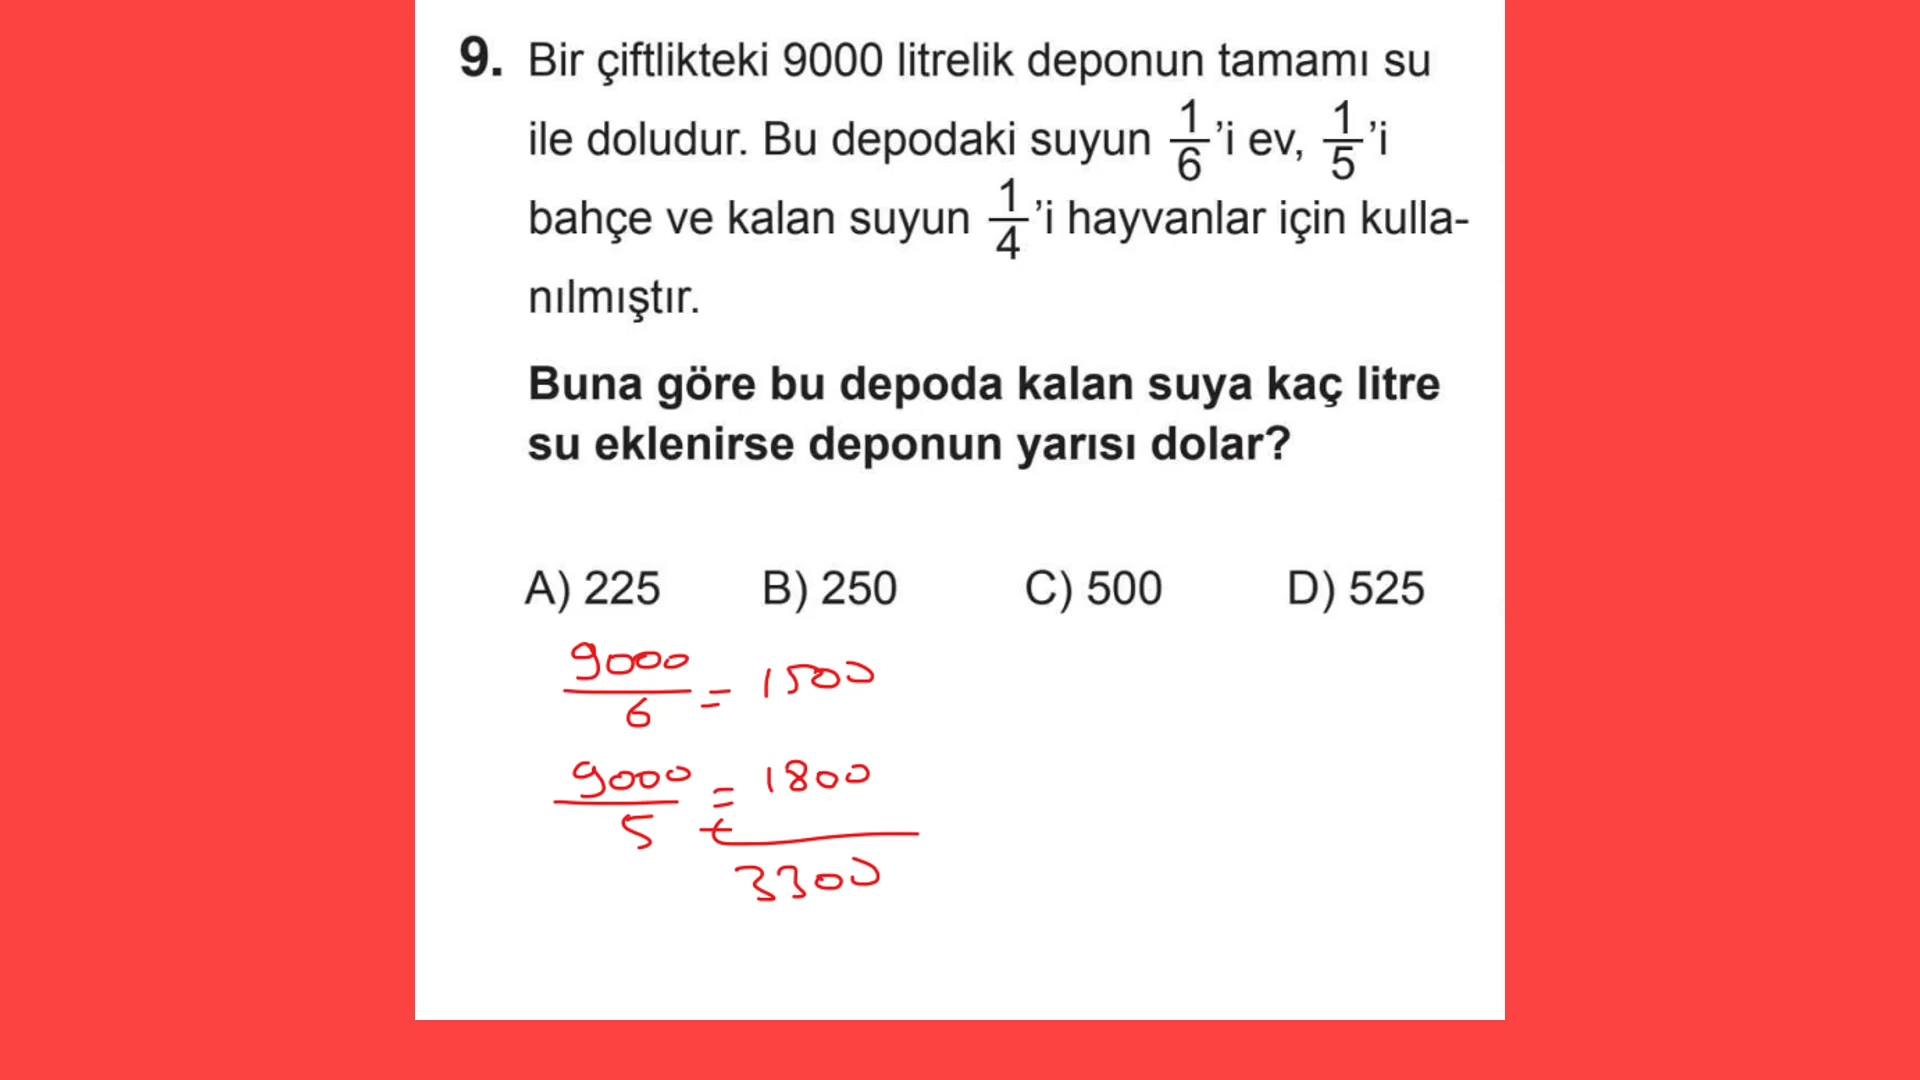 9. Bir çiftlikteki 9000 litrelik deponun tamamı su
ile doludur. Bu depodaki suyun 1/6'i ev, 1/5'i
bahçe ve kalan suyun 1/4'i hayvanlar için kulla-
nılmıştır.
Buna göre bu depoda kalan suya kaç litre
su eklenirse deponun yarısı dolar?
A) 225 B) 250 C) 500 D) 525
9000/6 = 1500
9000/5 = 1800
+
3300